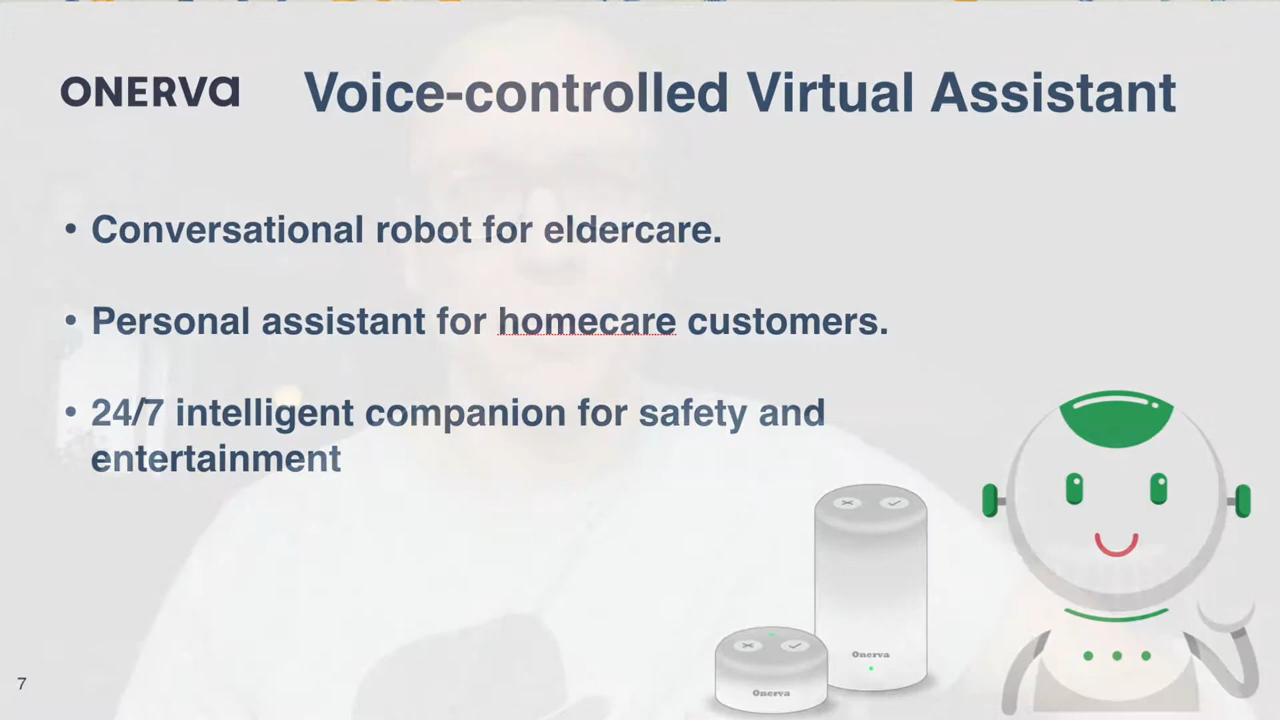 ONERVA Voice-controlled Virtual Assistant
• Conversational robot for eldercare.
• Personal assistant for homecare customers.
• 24/7 intelligent companion for safety and
entertainment
Onerva
Onerva
7